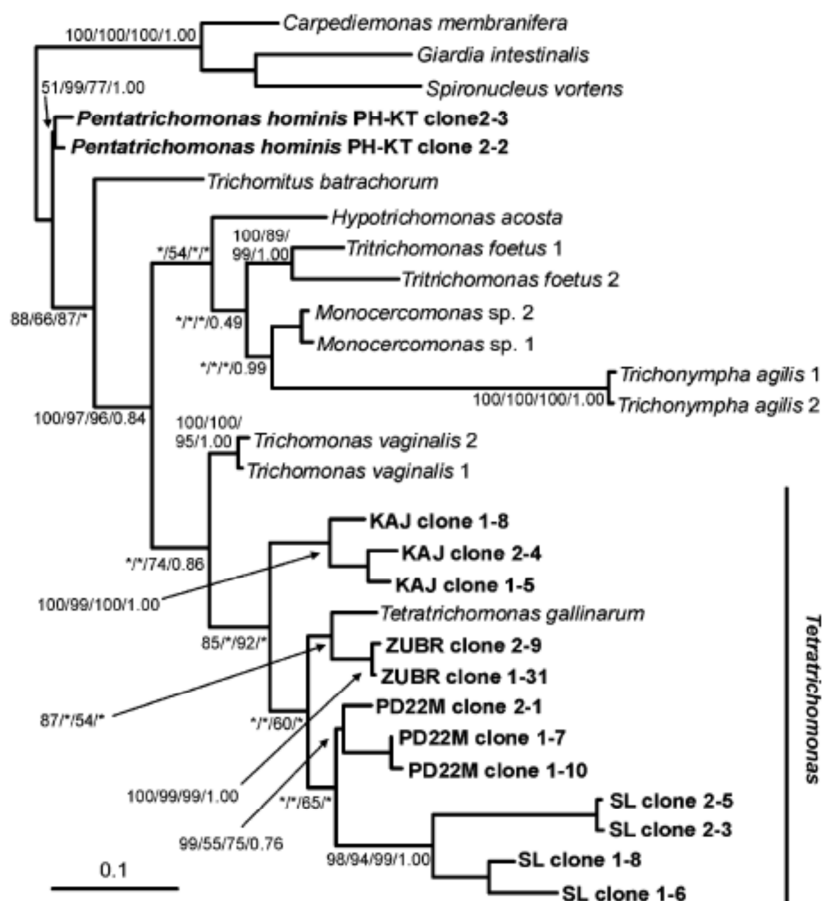 Carpediemonas membranifera
100/100/100/1.00
Giardia intestinalis
Spironucleus vortens
51/99/77/1.00
Pentatrichomonas hominis PH-KT clone2-3
Pentatrichomonas hominis PH-KT clone 2-2
Trichomitus batrachorum
Hypotrichomonas acosta
100/89/
99/1.00
*/54/*/*
Tritrichomonas foetus 1
Tritrichomonas foetus 2
88/66/87/*
*/*/*/0.49
Monocercomonas sp. 2
Monocercomonas sp. 1
*/*/*/0.99
Trichonympha agilis 1
100/100/100/1.00
Trichonympha agilis 2
100/97/96/0.84
100/100/
95/1.00
Trichomonas vaginalis 2
Trichomonas vaginalis 1
KAJ clone 1-8
KAJ clone 2-4
*/*/74/0.86
KAJ clone 1-5
100/99/100/1.00
Tetratrichomonas gallinarum
85/*/92/*
ZUBR clone 2-9
ZUBR clone 1-31
87/*/54/*
*/*/60/*
PD22M clone 2-1
PD22M clone 1-7
PD22M clone 1-10
100/99/99/1.00
*/*/65/*
SL clone 2-5
SL clone 2-3
99/55/75/0.76
98/94/99/1.00
SL clone 1-8
SL clone 1-6
0.1
Tetratrichomonas